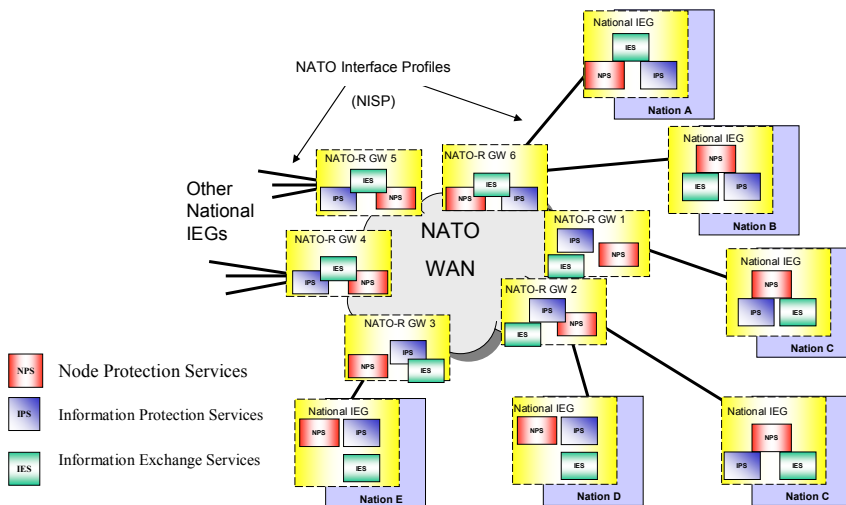 National IEG
IES
NPS
IPS
Nation A
NATO Interface Profiles
(NISP)
National IEG
NPS
IES
IPS
Nation B
NATO-R GW 5
IES
IPS
NPS
NATO-R GW 6
IES
NPS
IPS
Other
National
IEGs
NATO
WAN
NATO-R GW 1
IPS
NPS
IES
NATO-R GW 4
IES
IPS
NPS
National IEG
NPS
IPS
IES
Nation C
NATO-R GW 2
IPS
NPS
IES
NATO-R GW 3
IPS
NPS
IES
NPS
Node Protection Services
IPS
Information Protection Services
IES
Information Exchange Services
National IEG
NPS
IPS
IES
Nation E
National IEG
NPS
IPS
IES
Nation D
National IEG
NPS
IPS
IES
Nation C